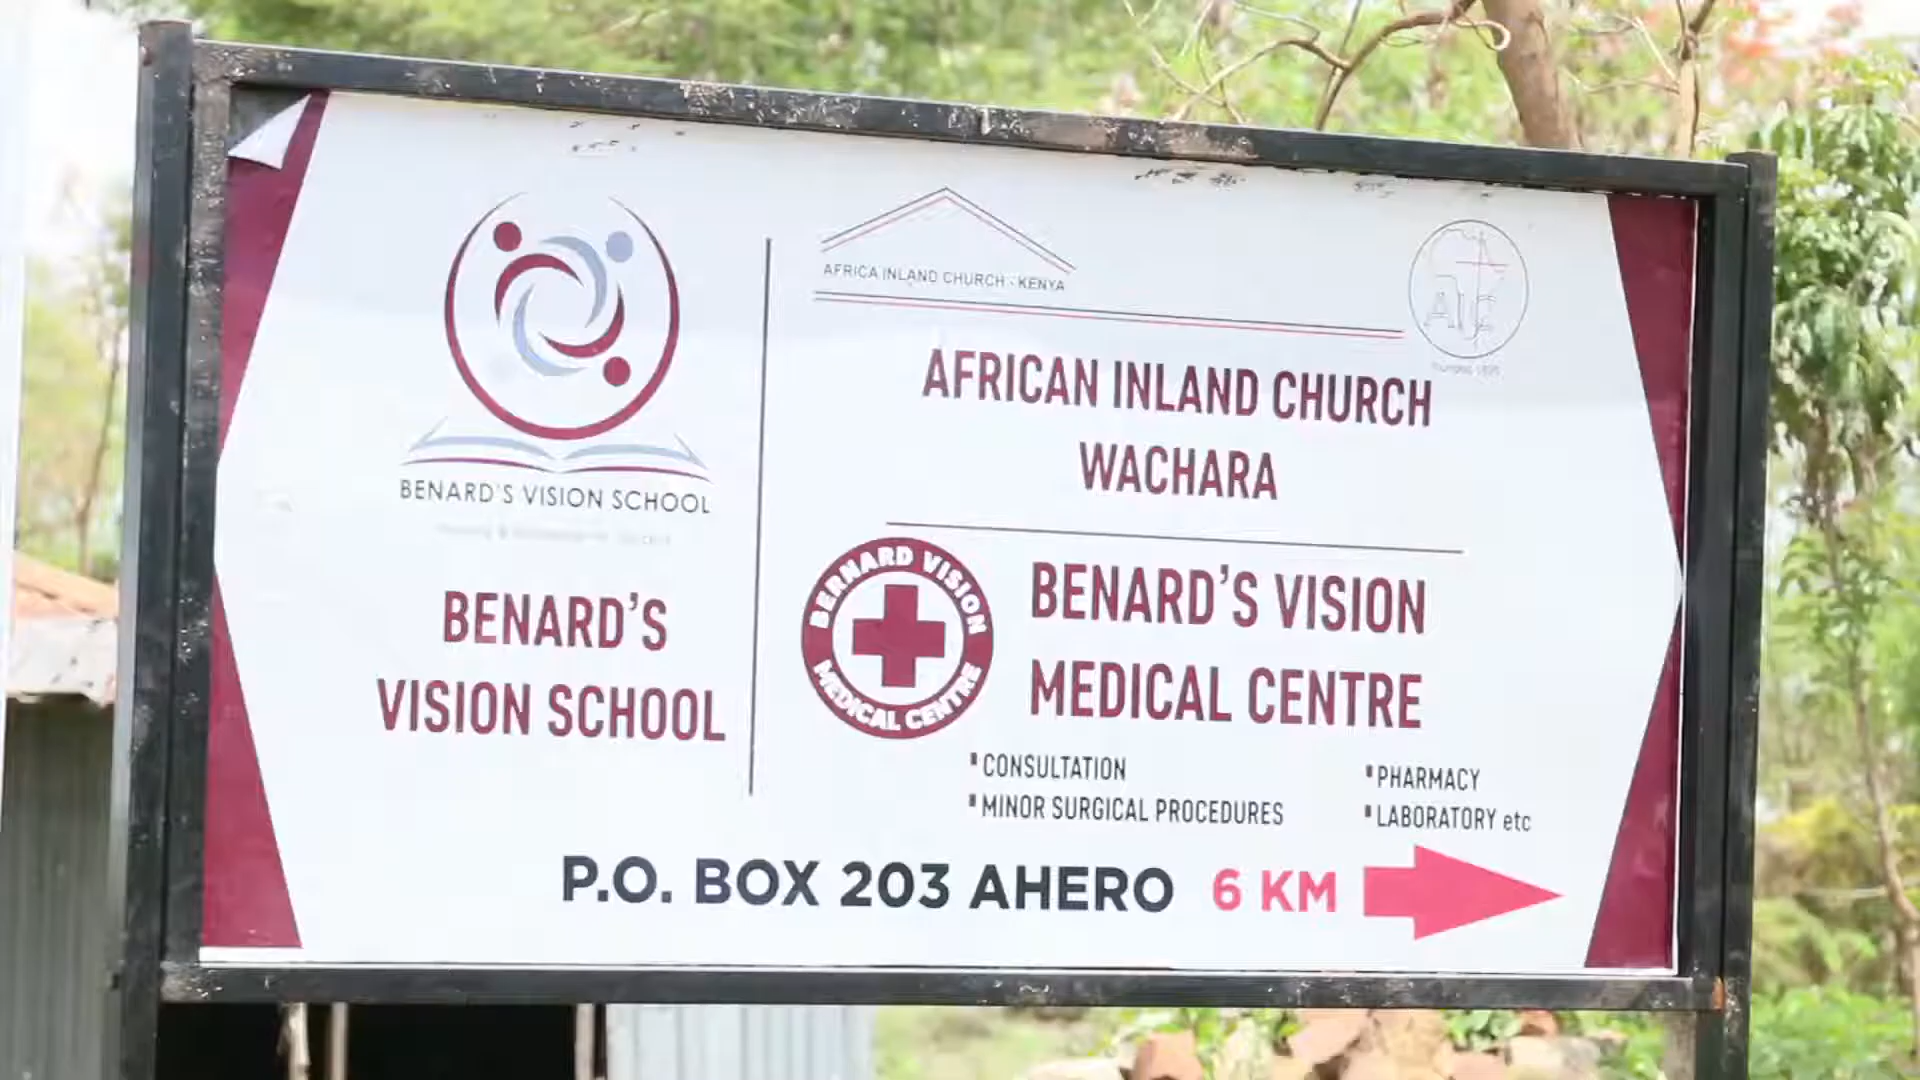 BENARD'S VISION SCHOOL
BENARD'S
VISION SCHOOL
AFRICA INLAND CHURCH - KENYA
AIC
AFRICAN INLAND CHURCH
WACHARA
BERNARD VISION
MEDICAL CENTRE
BENARD'S VISION
MEDICAL CENTRE
▪CONSULTATION
▪MINOR SURGICAL PROCEDURES
▪PHARMACY
▪LABORATORY etc
P.O. BOX 203 AHERO 6 KM